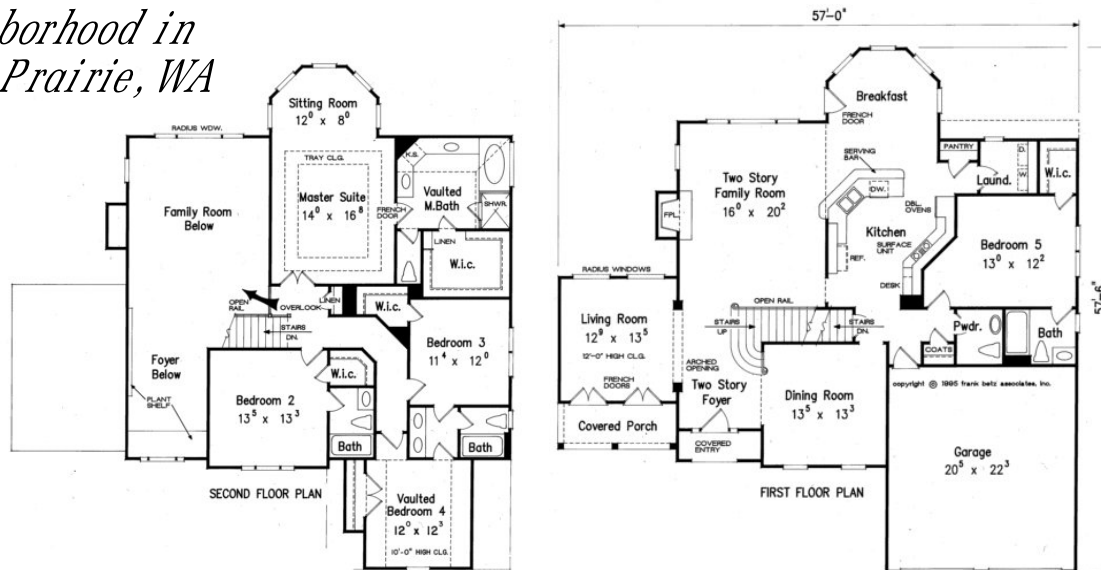 borhood in
Prairie, WA
Sitting Room
12⁰ x 8⁰
RADIUS WDW.
TRAY CLG.
K.S.
Master Suite
14⁰ x 16⁸
Vaulted
M.Bath
FRENCH
DOOR
SHWR.
Family Room
Below
LINEN
W.i.c.
OPEN
RAIL
OVERLOOK
LINEN
W.i.c.
STAIRS
DN.
Bedroom 3
11⁴ x 12⁰
Foyer
Below
W.i.c.
PLANT
SHELF
Bedroom 2
13⁵ x 13³
Bath
Bath
SECOND FLOOR PLAN
Vaulted
Bedroom 4
12⁰ x 12³
10'-0" HIGH CLG.
57'-0"
Breakfast
FRENCH
DOOR
SERVING
BAR
PANTRY
D.
W.
Laund.
W.i.c.
Two Story
Family Room
16⁰ x 20²
DW.
FPL.
DBL.
OVENS
Kitchen
SURFACE
UNIT
REF.
DESK
Bedroom 5
13⁰ x 12²
RADIUS WINDOWS
57'-6"
Living Room
12⁹ x 13⁵
12'-0" HIGH CLG.
OPEN RAIL
STAIRS
UP
STAIRS
DN.
Pwdr.
Bath
COATS
FRENCH
DOORS
ARCHED
OPENING
Two Story
Foyer
Dining Room
13⁵ x 13³
copyright © 1995 frank betz associates, inc.
Covered Porch
COVERED
ENTRY
Garage
20⁵ x 22³
FIRST FLOOR PLAN